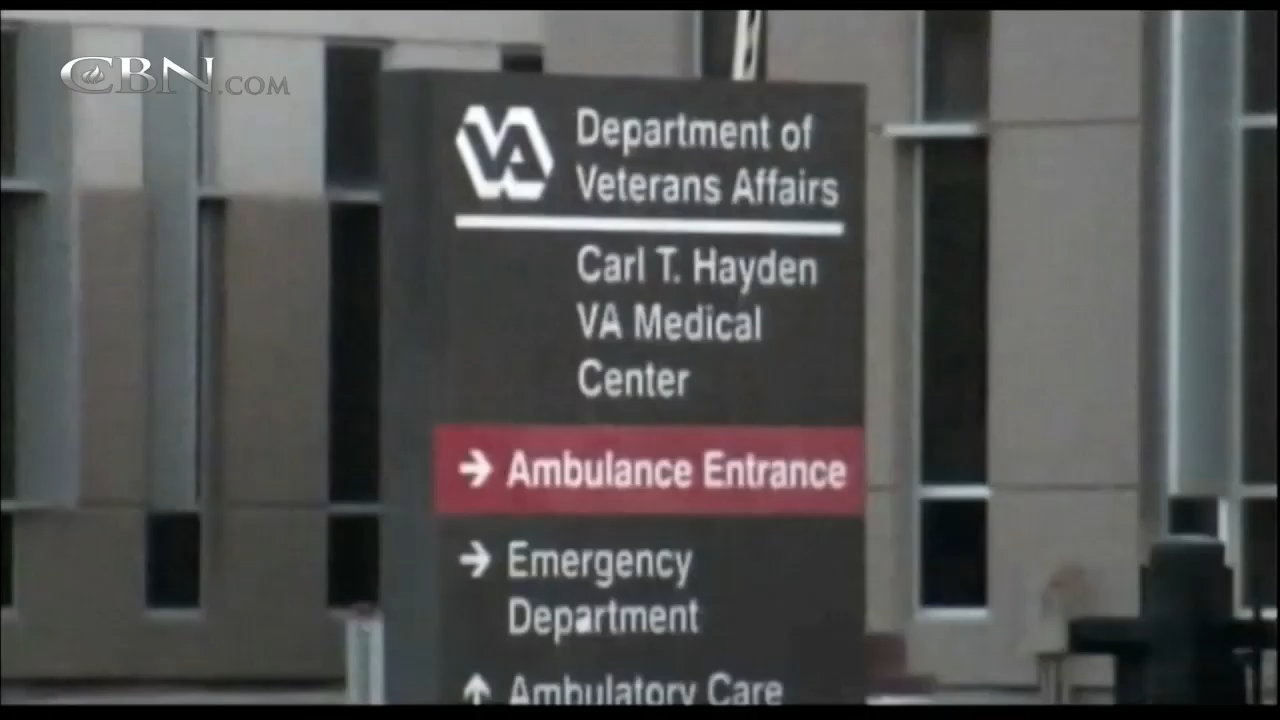 CBN.COM
VA
Department of
Veterans Affairs
Carl T. Hayden
VA Medical
Center
→ Ambulance Entrance
→ Emergency
Department
↑ Ambulatory Care